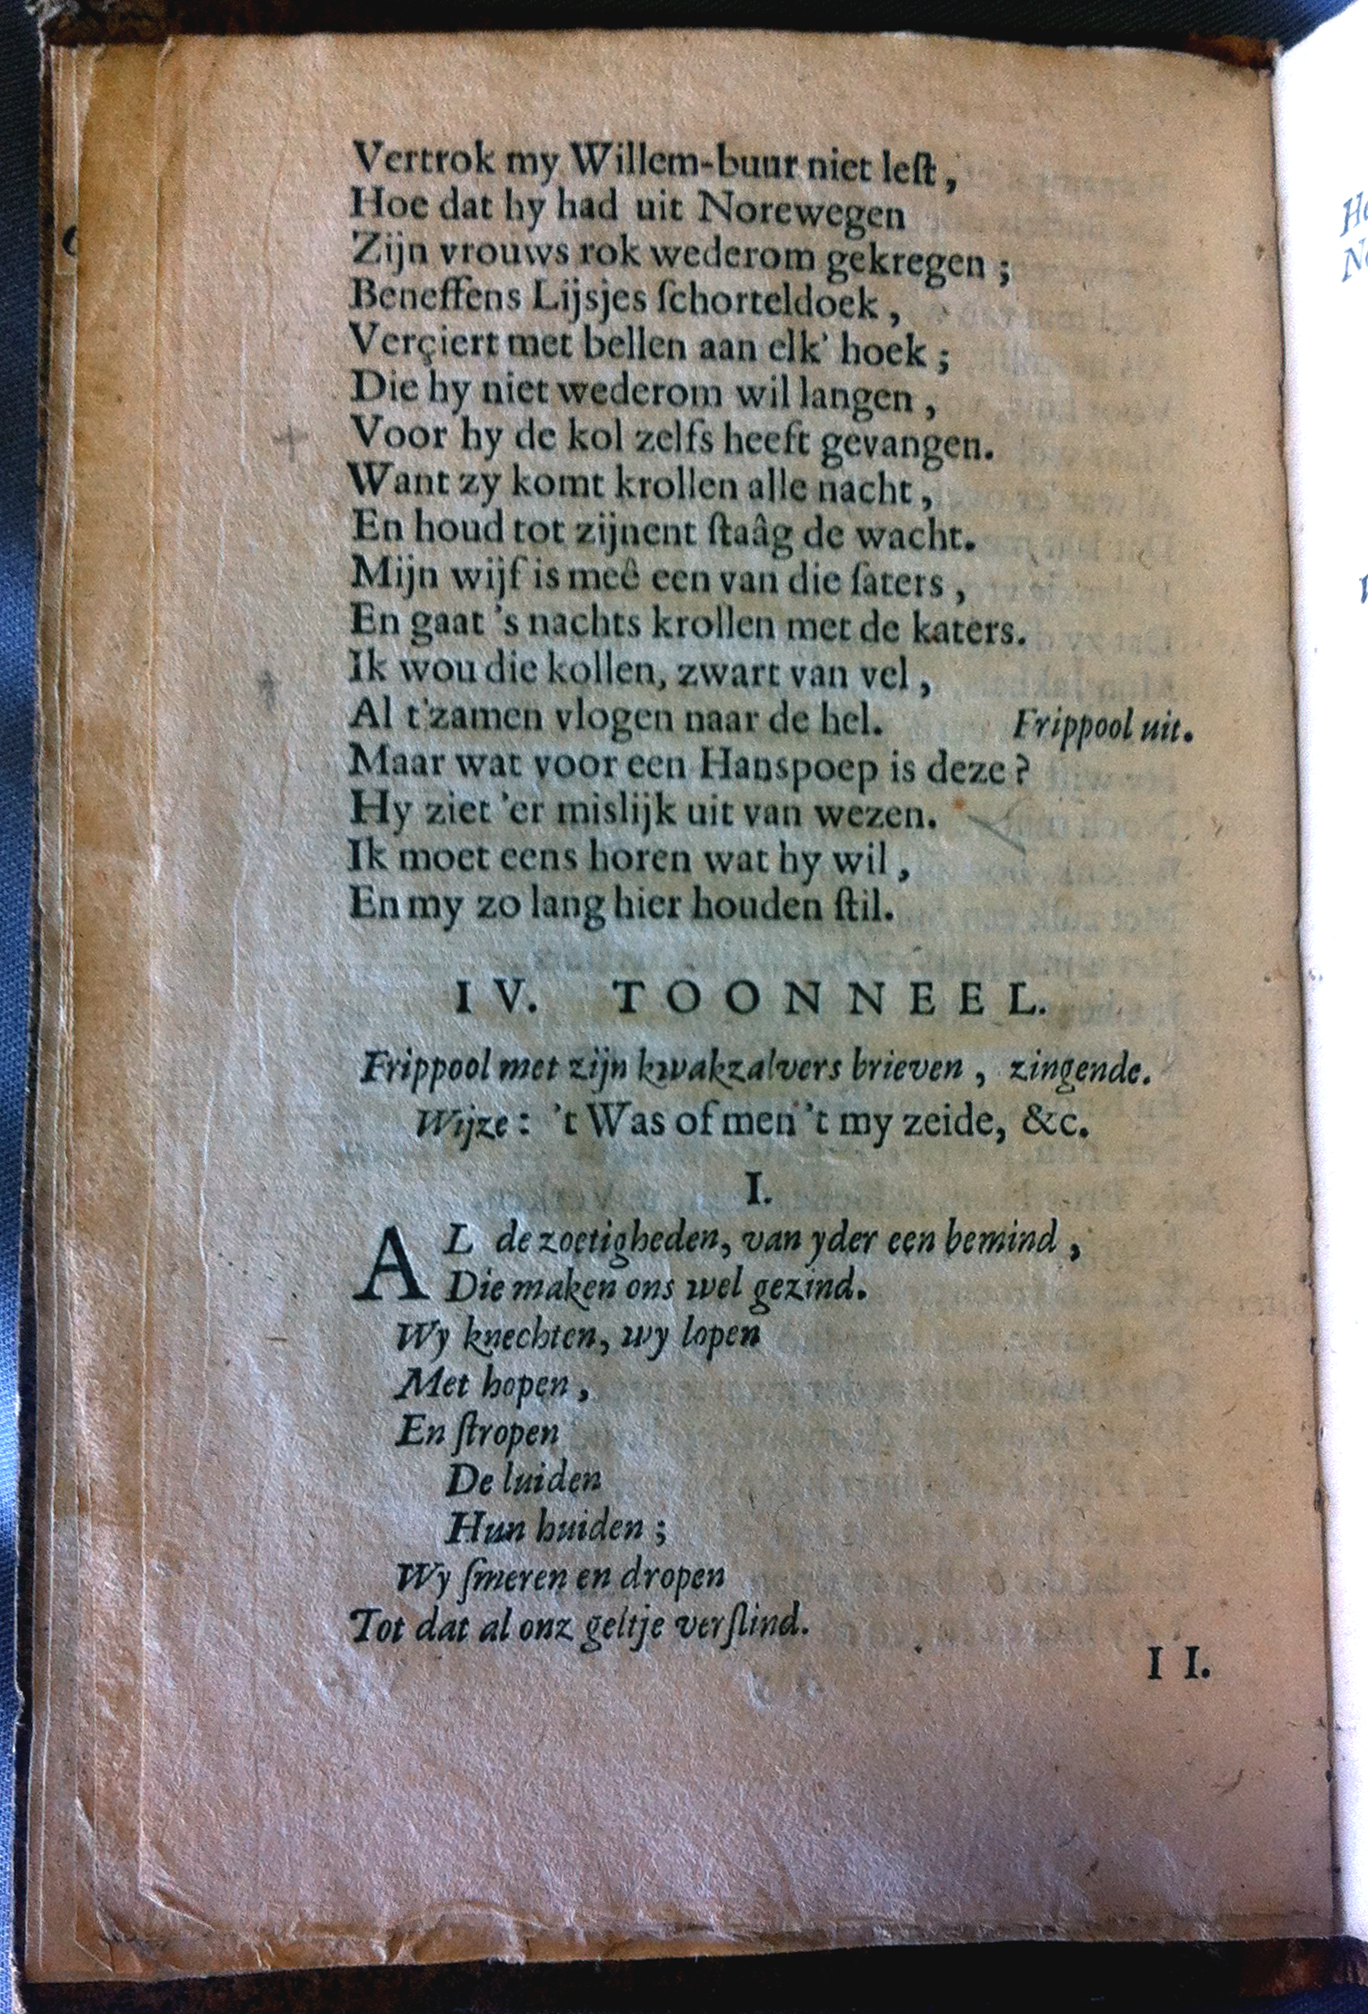 Vertrok my Willem-buur niet leſt,
Hoe dat hy had uit Norewegen
Zijn vrouws rok wederom gekregen;
Beneffens Lijsjes ſchorteldoek,
Verçiert met bellen aan elk' hoek;
Die hy niet wederom wil langen,
Voor hy de kol zelfs heeft gevangen.
Want zy komt krollen alle nacht,
En houd tot zijnent ſtaâg de wacht.
Mijn wijf is meê een van die ſaters,
En gaat 's nachts krollen met de katers.
Ik wou die kollen, zwart van vel,
Al t'zamen vlogen naar de hel. Frippool uit.
Maar wat voor een Hanspoep is deze?
Hy ziet 'er mislijk uit van wezen.
Ik moet eens horen wat hy wil,
En my zo lang hier houden ſtil.
IV. TOONNEEL.
Frippool met zijn kwakzalvers brieven, zingende.
Wijze: 't Was of men 't my zeide, &c.
I.
AL de zoetigheden, van yder een bemind,
Die maken ons wel gezind.
Wy knechten, wy lopen
Met hopen,
En ſtropen
De luiden
Hun huiden;
Wy ſmeren en dropen
Tot dat al onz geltje verſlind.
II.